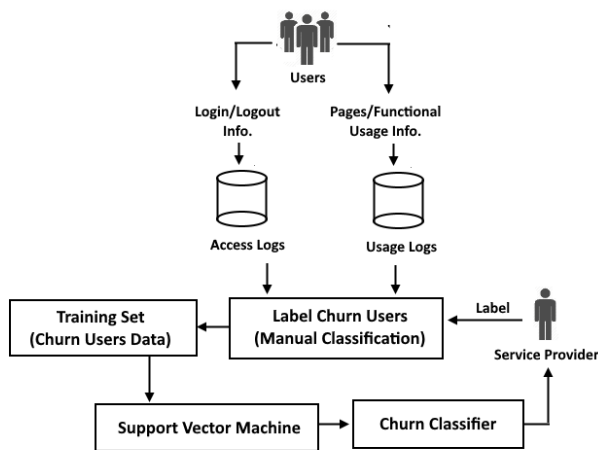 Users
Login/Logout
Info.
Pages/Functional
Usage Info.
Access Logs
Usage Logs
Training Set
(Churn Users Data)
Label Churn Users
(Manual Classification)
Label
Service Provider
Support Vector Machine
Churn Classifier